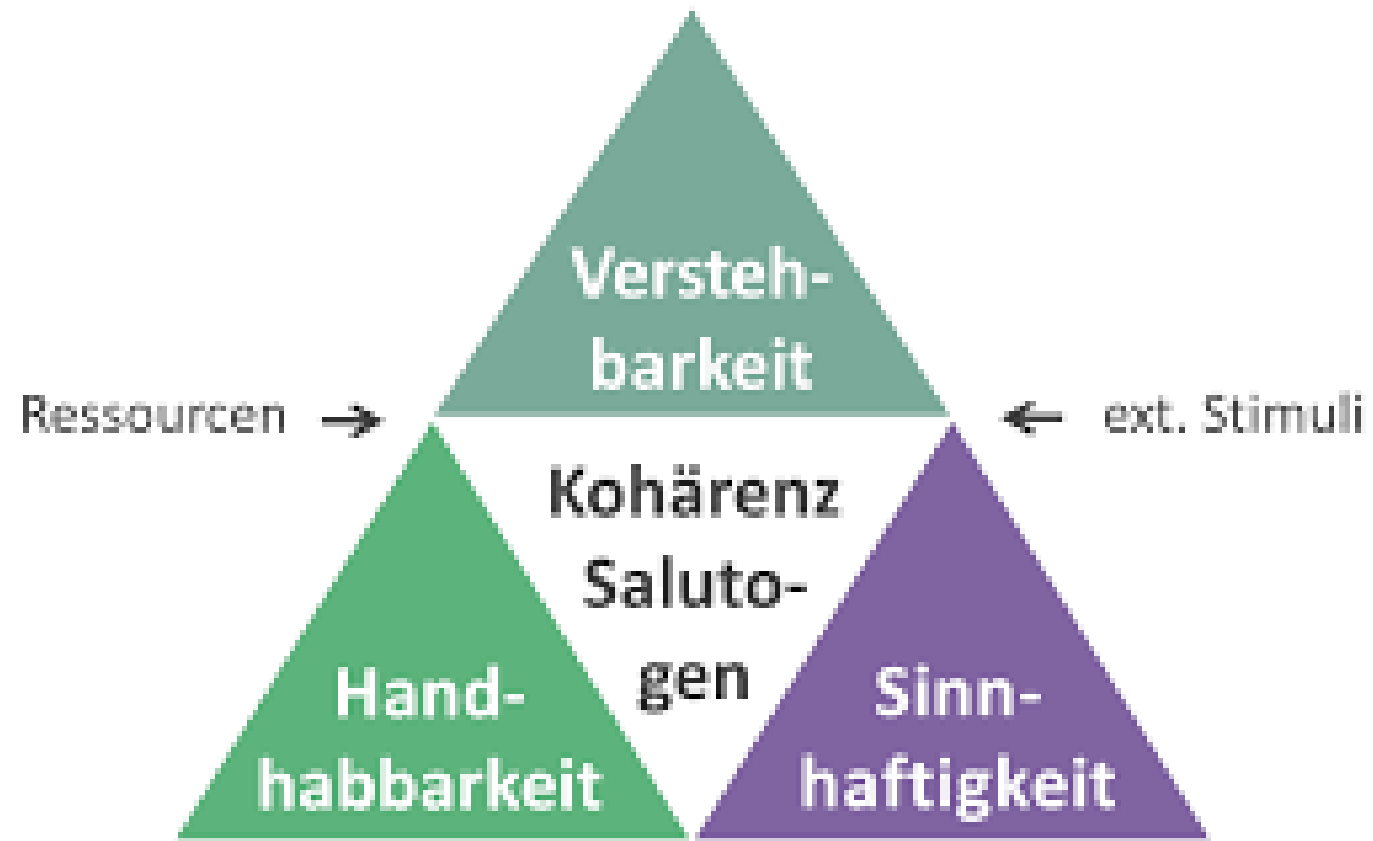 Versteh-
barkeit
Ressourcen → ← ext. Stimuli
Kohärenz
Saluto-
gen
Hand-
habbarkeit
Sinn-
haftigkeit